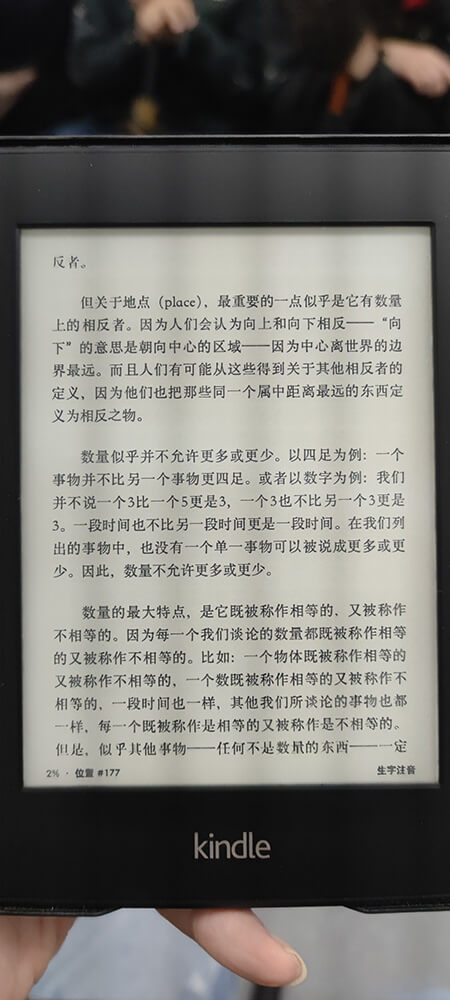 反者。
但关于地点（place），最重要的一点似乎是它有数量
上的相反者。因为人们会认为向上和向下相反——“向
下”的意思是朝向中心的区域——因为中心离世界的边
界最远。而且人们有可能从这些得到关于其他相反者的
定义，因为他们也把那些同一个属中距离最远的东西定
义为相反之物。
数量似乎并不允许更多或更少。以四足为例：一个
事物并不比另一个事物更四足。或者以数字为例：我们
并不说一个3比一个5更是3，一个3也不比另一个3更是
3。一段时间也不比另一段时间更是一段时间。在我们列
出的事物中，也没有一个单一事物可以被说成更多或更
少。因此，数量不允许更多或更少。
数量的最大特点，是它既被称作相等的、又被称作
不相等的。因为每一个我们谈论的数量都既被称作相等
的又被称作不相等的。比如：一个物体既被称作相等的
又被称作不相等的，一个数既被称作相等的又被称作不
相等的，一段时间也一样，其他我们所谈论的事物也都
一样，每一个既被称作是相等的又被称作是不相等的。
但是，似乎其他事物——任何不是数量的东西——一定
2% · 位置 #177 生字注音
kindle